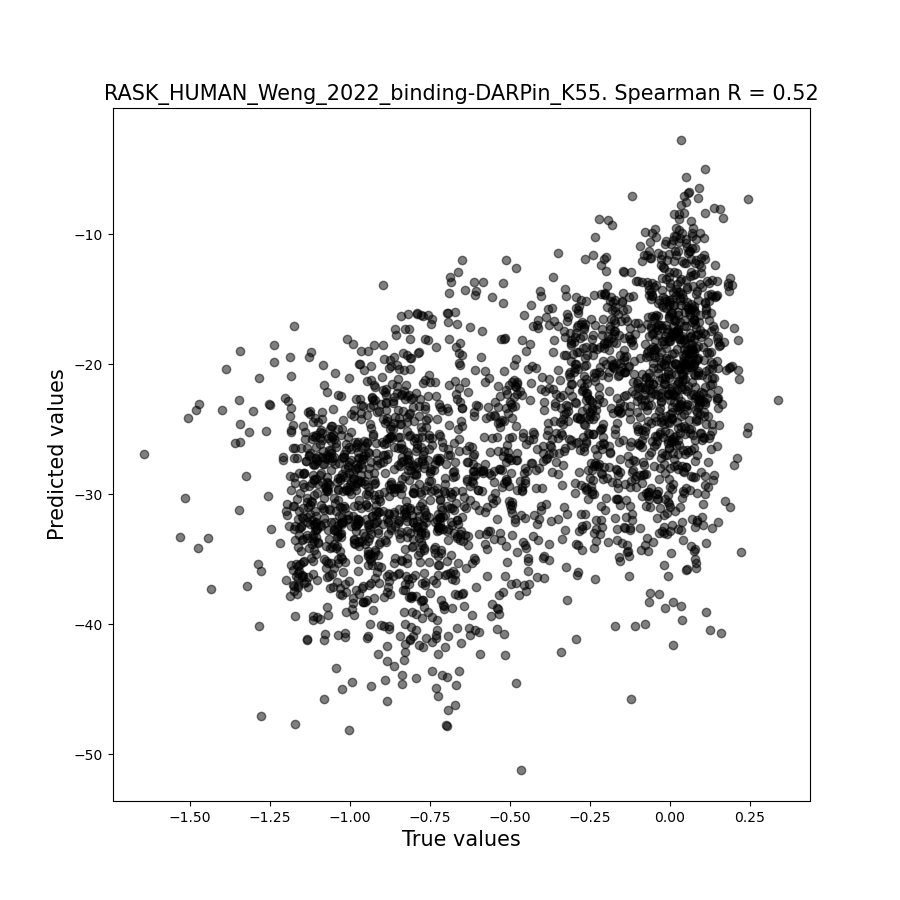 RASK_HUMAN_Weng_2022_binding-DARPin_K55. Spearman R = 0.52
Predicted values
−10
−20
−30
−40
−50
−1.50 −1.25 −1.00 −0.75 −0.50 −0.25 0.00 0.25
True values